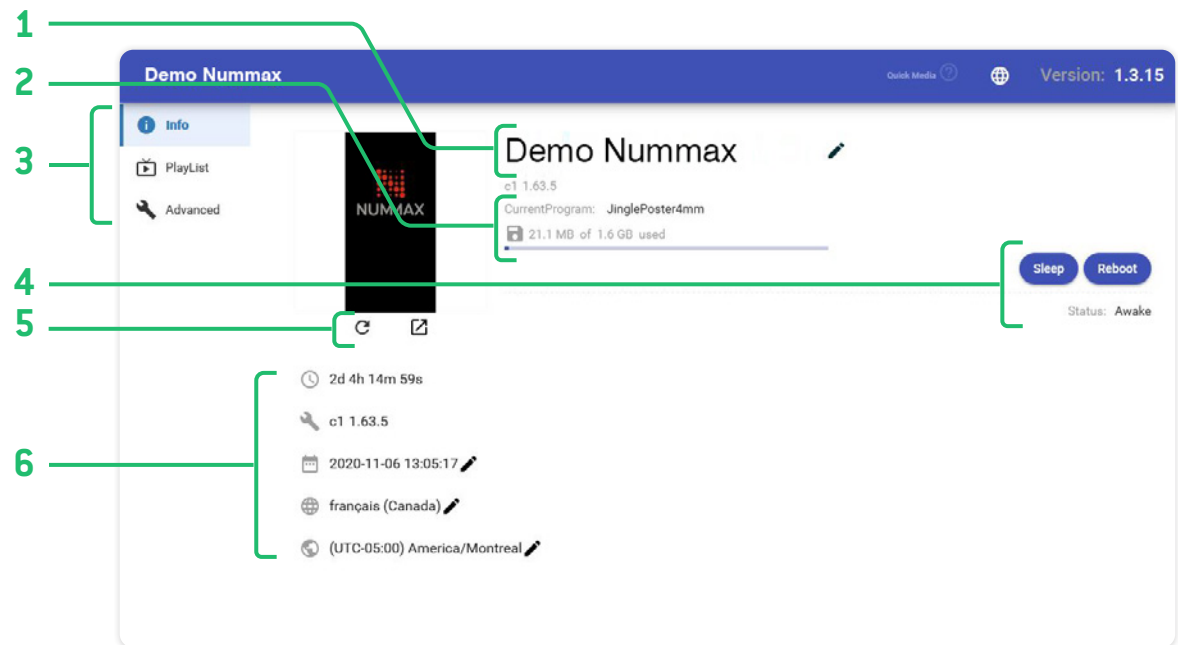 1
2
3
4
5
6
Demo Nummax
Quick Media ?
Version: 1.3.15
Info
PlayList
Advanced
NUMMAX
Demo Nummax
c1 1.63.5
CurrentProgram: JinglePoster4mm
21.1 MB of 1.6 GB used
Sleep
Reboot
Status: Awake
2d 4h 14m 59s
c1 1.63.5
2020-11-06 13:05:17
français (Canada)
(UTC-05:00) America/Montreal